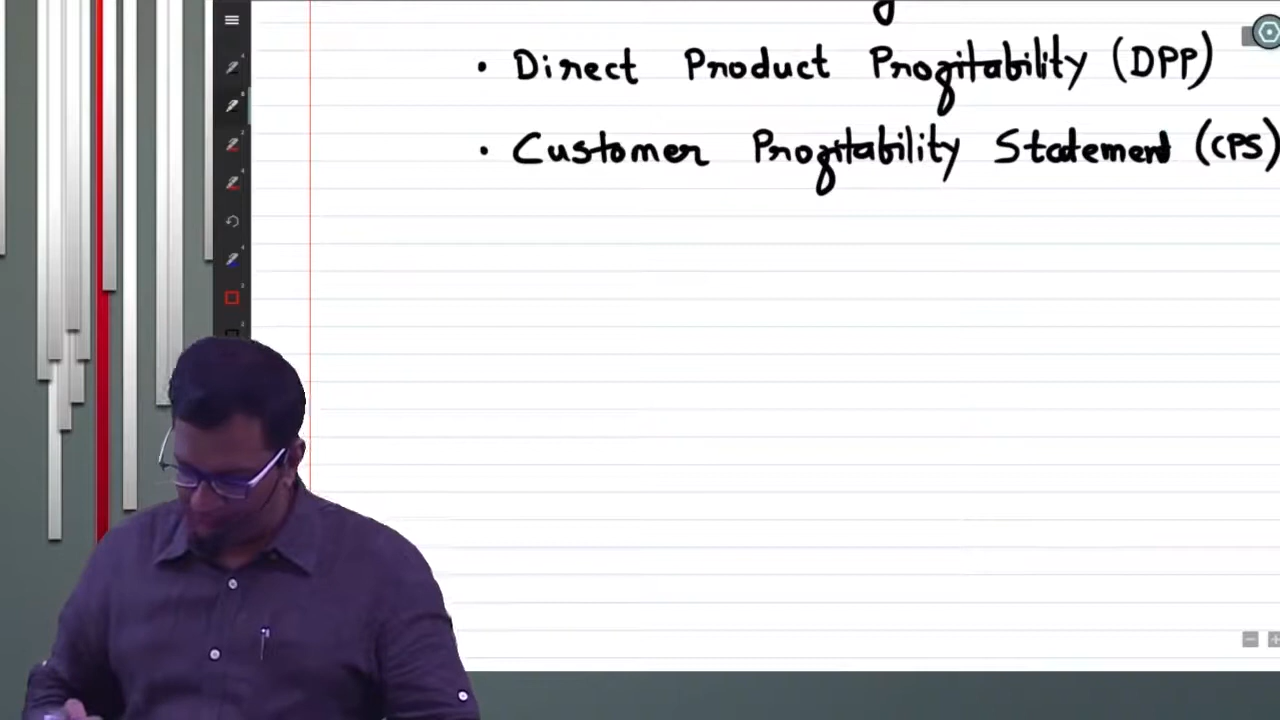 • Direct Product Profitability (DPP)
• Customer Profitability Statement (CPS)